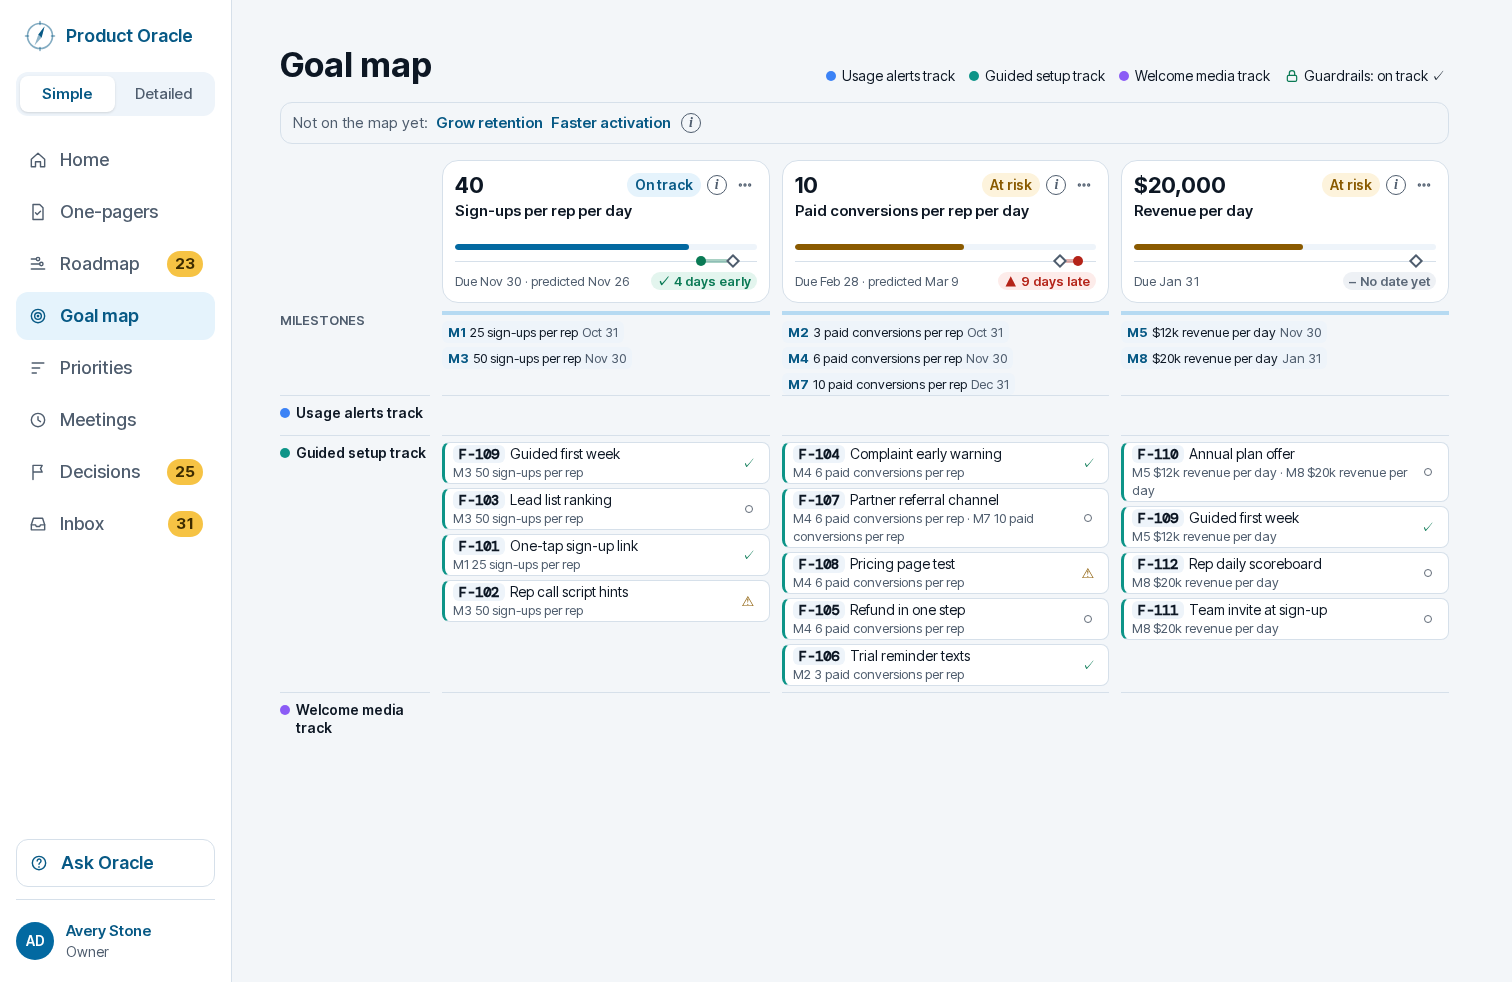 Product Oracle
Simple Detailed
Home
One-pagers
Roadmap 23
Goal map
Priorities
Meetings
Decisions 25
Inbox 31
Ask Oracle
AD
Avery Stone
Owner
Goal map
Usage alerts track Guided setup track Welcome media track Guardrails: on track ✓
Not on the map yet: Grow retention Faster activation i
40 On track i
Sign-ups per rep per day
Due Nov 30 · predicted Nov 26 ✓ 4 days early
10 At risk i
Paid conversions per rep per day
Due Feb 28 · predicted Mar 9 ▲ 9 days late
$20,000 At risk i
Revenue per day
Due Jan 31 – No date yet
MILESTONES
M1 25 sign-ups per rep Oct 31
M3 50 sign-ups per rep Nov 30
M2 3 paid conversions per rep Oct 31
M4 6 paid conversions per rep Nov 30
M7 10 paid conversions per rep Dec 31
M5 $12k revenue per day Nov 30
M8 $20k revenue per day Jan 31
Usage alerts track
Guided setup track
F-109 Guided first week
M3 50 sign-ups per rep ✓
F-103 Lead list ranking
M3 50 sign-ups per rep
F-101 One-tap sign-up link
M1 25 sign-ups per rep ✓
F-102 Rep call script hints
M3 50 sign-ups per rep ⚠
F-104 Complaint early warning
M4 6 paid conversions per rep ✓
F-107 Partner referral channel
M4 6 paid conversions per rep · M7 10 paid
conversions per rep
F-108 Pricing page test
M4 6 paid conversions per rep ⚠
F-105 Refund in one step
M4 6 paid conversions per rep
F-106 Trial reminder texts
M2 3 paid conversions per rep ✓
F-110 Annual plan offer
M5 $12k revenue per day · M8 $20k revenue per
day
F-109 Guided first week
M5 $12k revenue per day ✓
F-112 Rep daily scoreboard
M8 $20k revenue per day
F-111 Team invite at sign-up
M8 $20k revenue per day
Welcome media
track